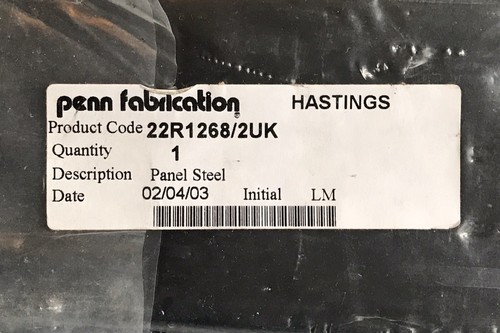 penn fabrication® HASTINGS
Product Code 22R1268/2UK
Quantity 1
Description Panel Steel
Date 02/04/03 Initial LM